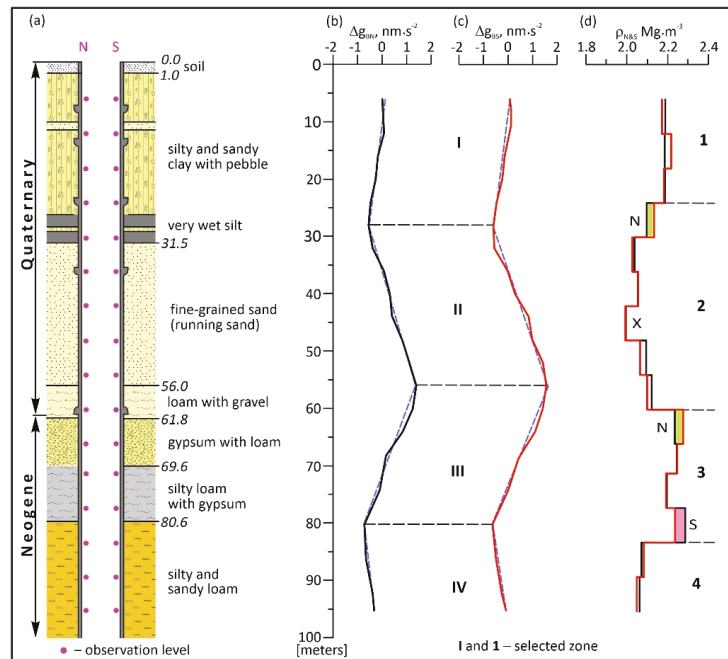 (a)
N S
0.0
soil
1.0
silty and sandy
clay with pebble
very wet silt
31.5
fine-grained sand
(running sand)
56.0
loam with gravel
61.8
gypsum with loam
69.6
silty loam
with gypsum
80.6
silty and
sandy loam
Quaternary
Neogene
– observation level
(b)
Δg_BN, nm·s⁻²
-2 -1 0 1 2
(c)
Δg_BS, nm·s⁻²
-2 -1 0 1 2
(d)
ρ_N&S Mg·m⁻³
1.8 2.0 2.2 2.4
0
10
20
30
40
50
60
70
80
90
100
[meters]
I
II
III
IV
1
N
2
X
N
3
S
4
I and 1 – selected zone